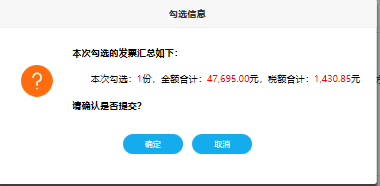 勾选信息
本次勾选的发票汇总如下:
本次勾选:1份, 金额合计:47,695.00元, 税额合计:1,430.85元
请确认是否提交?
确定 取消